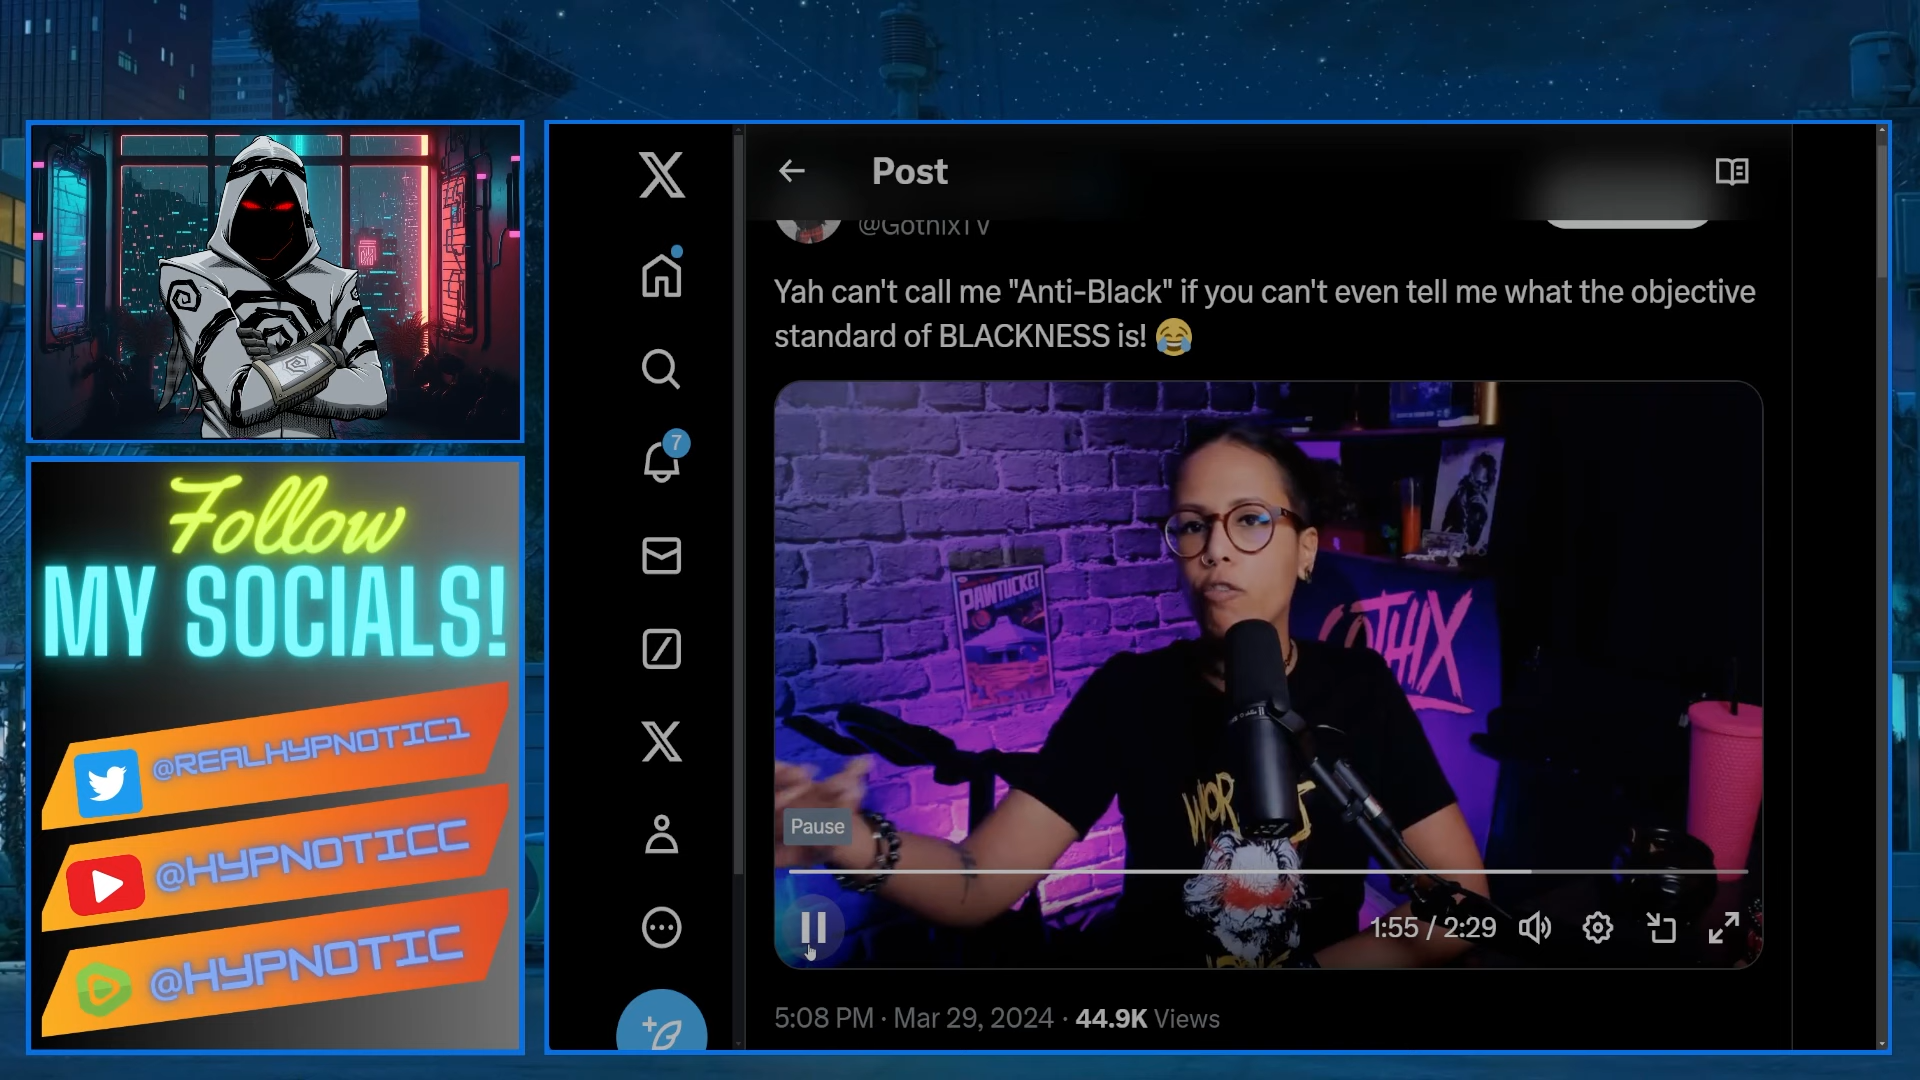 Post
@GothixTV
Yah can't call me "Anti-Black" if you can't even tell me what the objective
standard of BLACKNESS is! 😂
7
PAWTUCKET
GOTHIX
WOR
Pause
1:55 / 2:29
5:08 PM · Mar 29, 2024 · 44.9K Views
Follow
MY SOCIALS!
@REALHYPNOTIC1
@HYPNOTICC
@HYPNOTIC